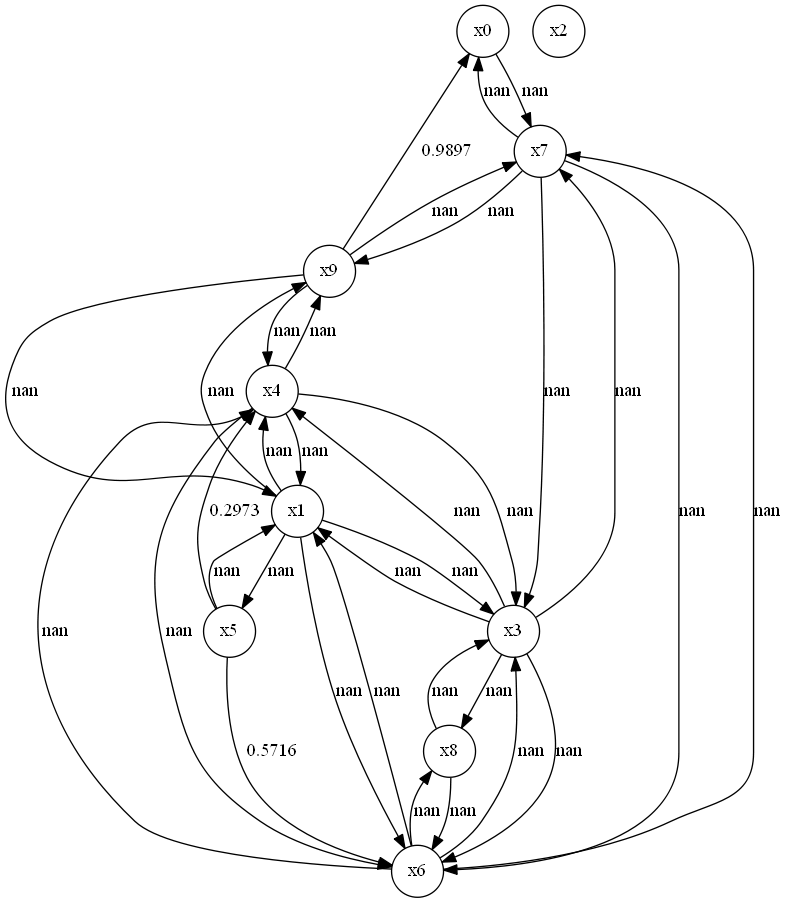 x0 x2
nan nan
0.9897
x7
nan nan
x9
nan nan
nan nan x4 nan nan
nan nan
0.2973 nan nan nan nan
x1
nan nan nan nan
nan nan x5 x3
nan nan nan nan
0.5716 x8 nan nan
nan nan
x6